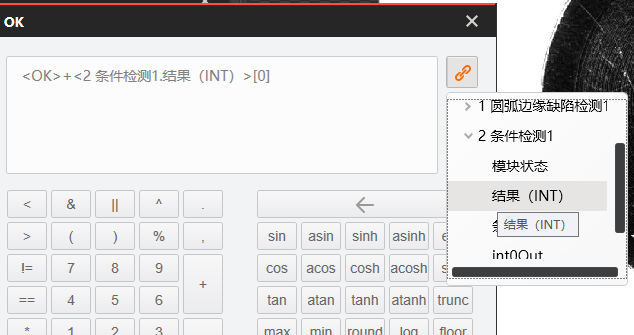 OK
<OK>+<2 条件检测1.结果（INT）>[0]
1 圆弧边缘缺陷检测1
2 条件检测1
模块状态
结果（INT）
结果（INT）
int0Out
< & || ^ .
> ( ) % ,
sin asin sinh asinh
!= 7 8 9 +
cos acos cosh acosh
== 4 5 6
tan atan tanh atanh trunc
* 1 2 3
max min round log floor